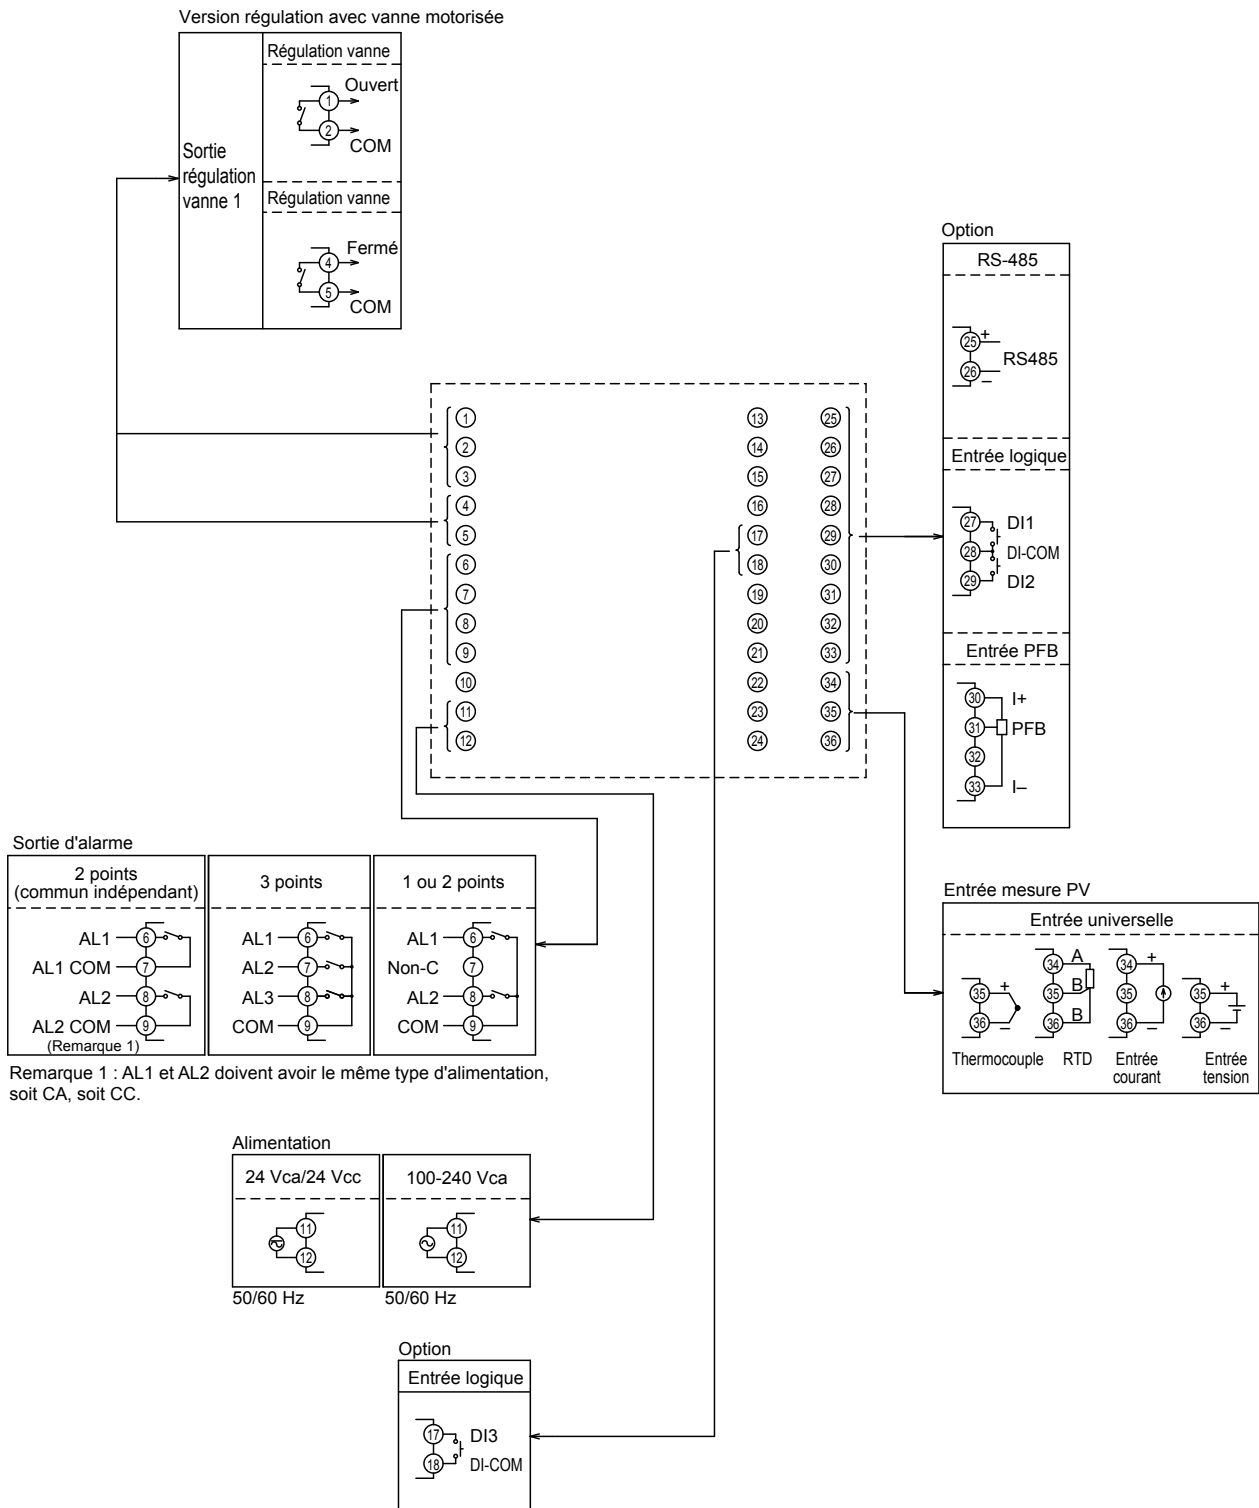 Version régulation avec vanne motorisée
Régulation vanne
Ouvert
1
2
COM
Sortie
régulation
vanne 1
Régulation vanne
Fermé
4
5
COM
Option
RS-485
25
+
RS485
26
–
Entrée logique
27
DI1
28
DI-COM
29
DI2
Entrée PFB
30
I+
31
PFB
32
33
I–
1 13 25
2 14 26
3 15 27
4 16 28
5 17 29
6 18 30
7 19 31
8 20 32
9 21 33
10 22 34
11 23 35
12 24 36
Sortie d'alarme
2 points
(commun indépendant)
AL1 6
AL1 COM 7
AL2 8
AL2 COM 9
(Remarque 1)
3 points
AL1 6
AL2 7
AL3 8
COM 9
1 ou 2 points
AL1 6
Non-C 7
AL2 8
COM 9
Remarque 1 : AL1 et AL2 doivent avoir le même type d'alimentation,
soit CA, soit CC.
Entrée mesure PV
Entrée universelle
35 +
36 –
Thermocouple
34 A
35 B
36 B
RTD
34 +
35
36 –
Entrée
courant
35 +
36 –
Entrée
tension
Alimentation
24 Vca/24 Vcc
11
12
50/60 Hz
100-240 Vca
11
12
50/60 Hz
Option
Entrée logique
17 DI3
18 DI-COM